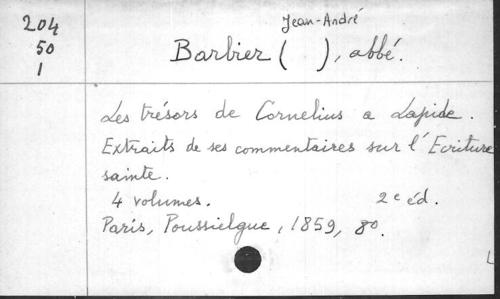 204
50
1
Jean-André
Barbier ( ), abbé.
Les trésors de Cornelius a Lapide.
Extraits de ses commentaires sur l'Ecriture
sainte.
4 volumes. 2e éd.
Paris, Poussielgue, 1859, 8o.
L